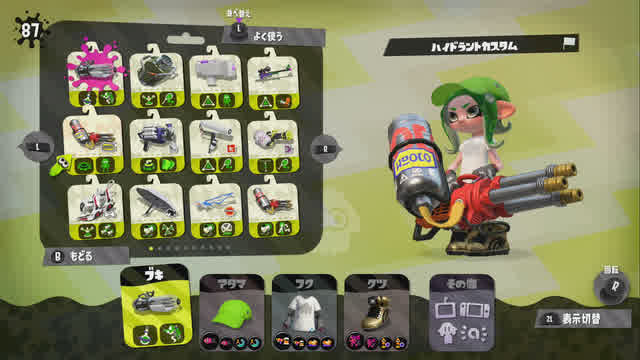 87
並べ替え
L
よく使う
ハイドラントカスタム
L
R
B もどる
ブキ
アタマ
フク
クツ
その他
回転
R
ZL 表示切替